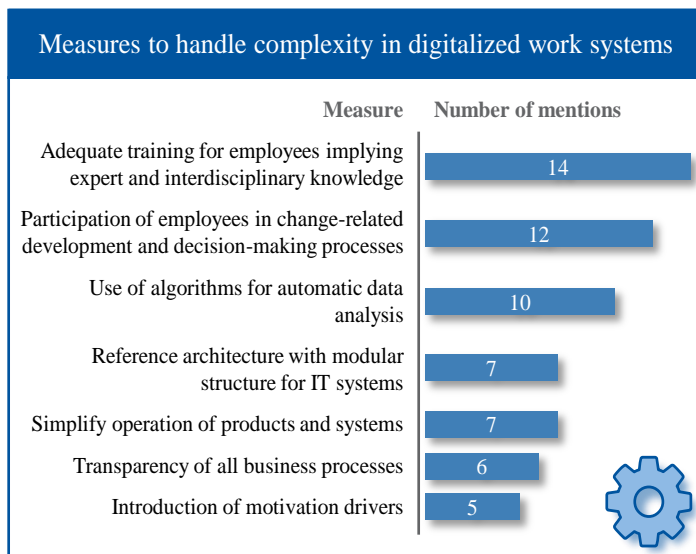 Measures to handle complexity in digitalized work systems
Measure Number of mentions
Adequate training for employees implying
expert and interdisciplinary knowledge
14
Participation of employees in change-related
development and decision-making processes
12
Use of algorithms for automatic data
analysis
10
Reference architecture with modular
structure for IT systems
7
Simplify operation of products and systems
7
Transparency of all business processes
6
Introduction of motivation drivers
5